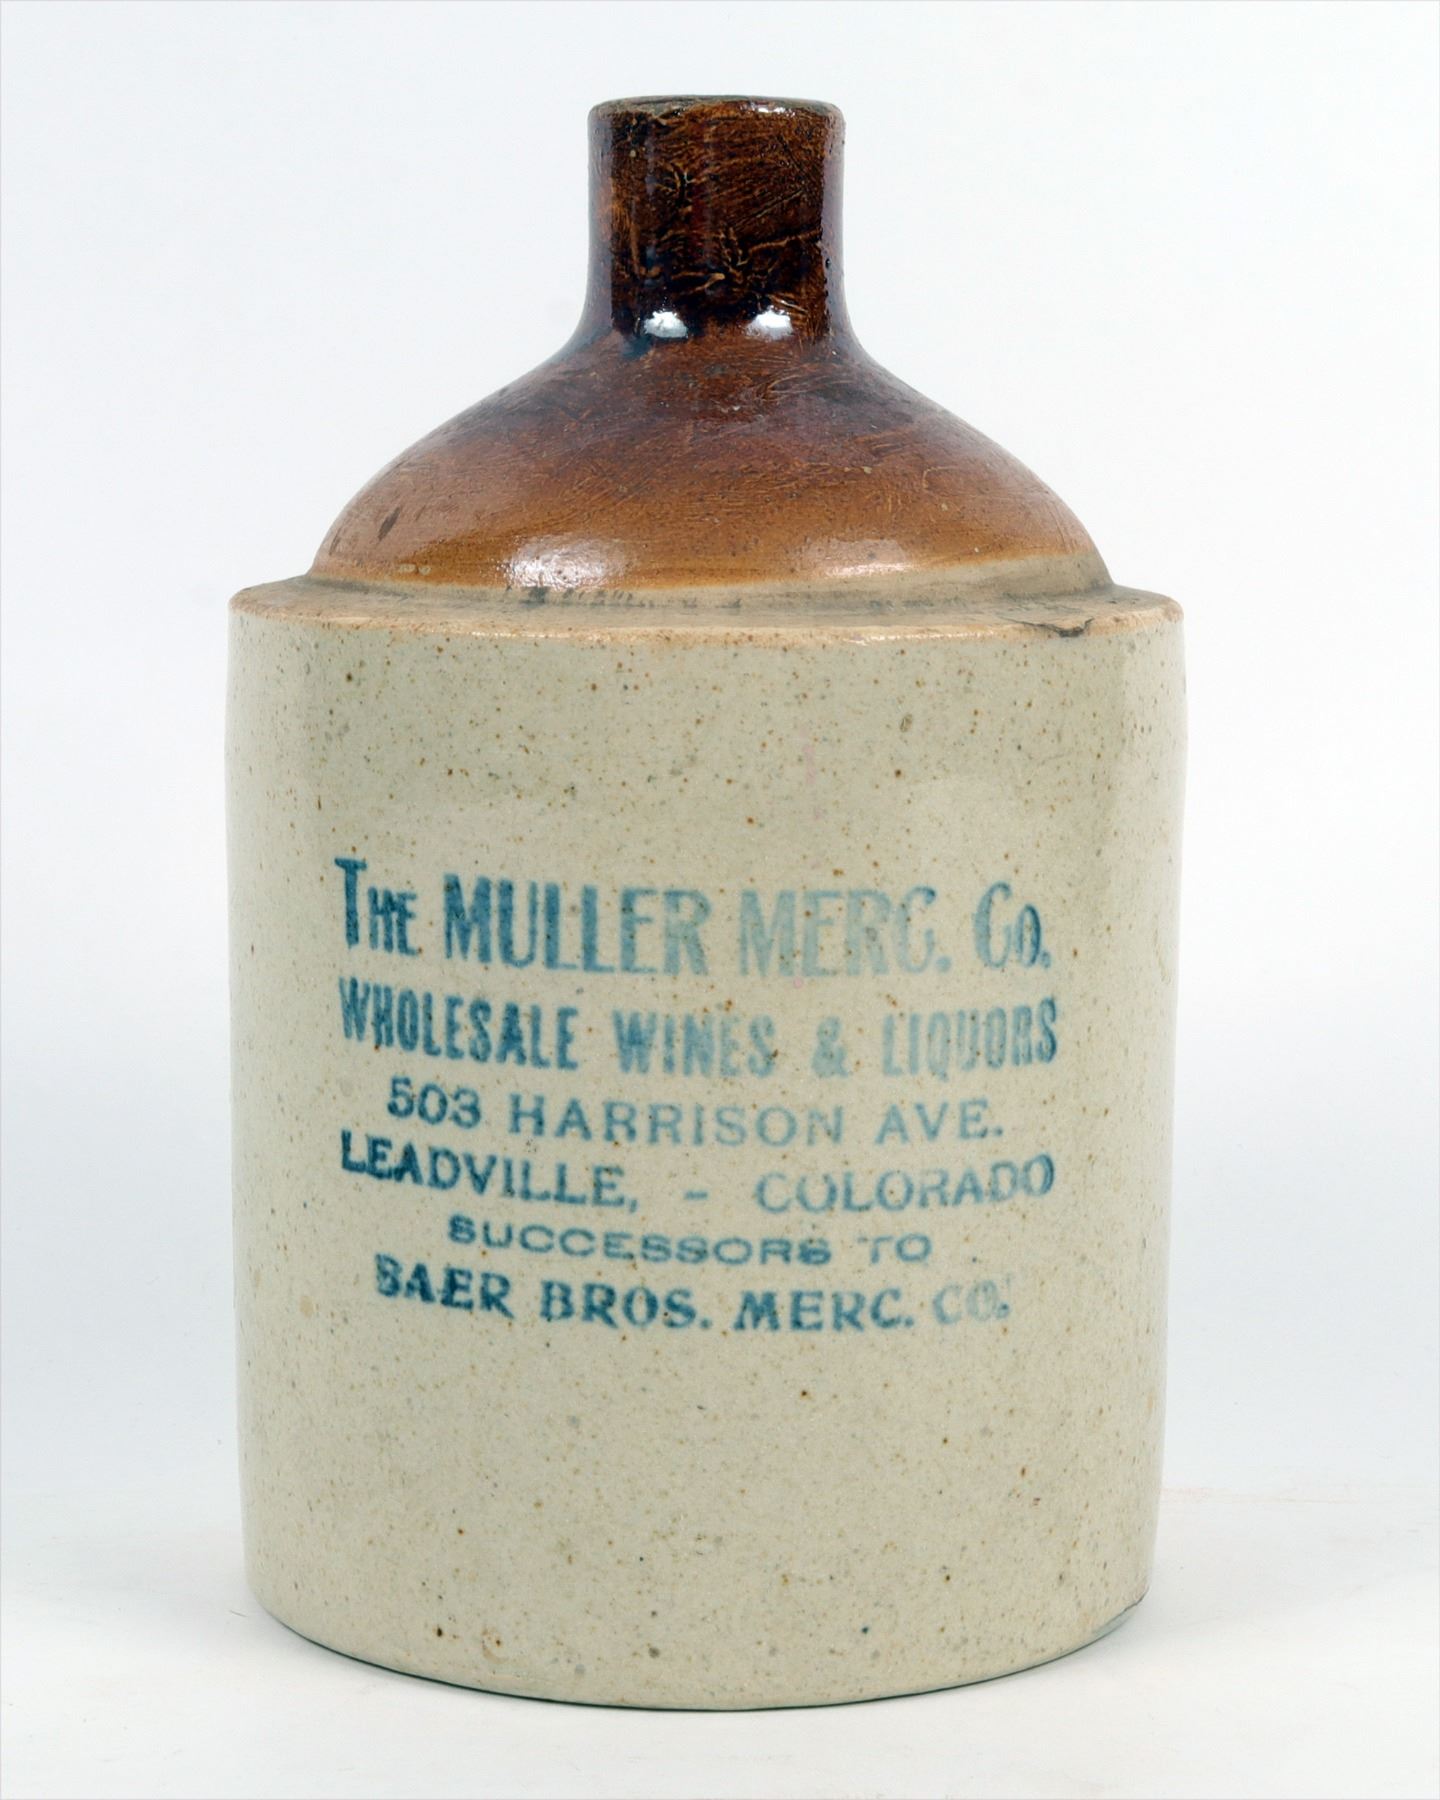 THE MULLER MERC. CO.
WHOLESALE WINES & LIQUORS
503 HARRISON AVE.
LEADVILLE, - COLORADO
SUCCESSORS TO
BAER BROS. MERC. CO.